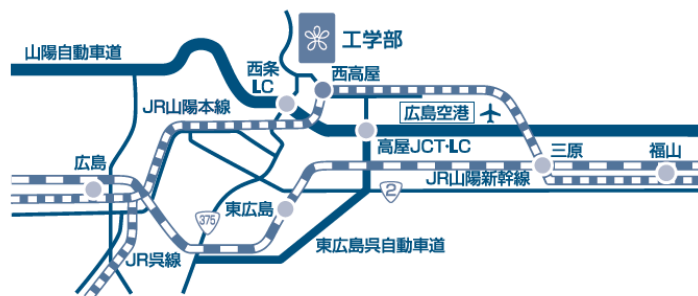 工学部
山陽自動車道
西条
I.C
西高屋
JR山陽本線
広島空港
高屋JCT・I.C
三原
福山
広島
JR山陽新幹線
2
東広島
375
東広島呉自動車道
JR呉線